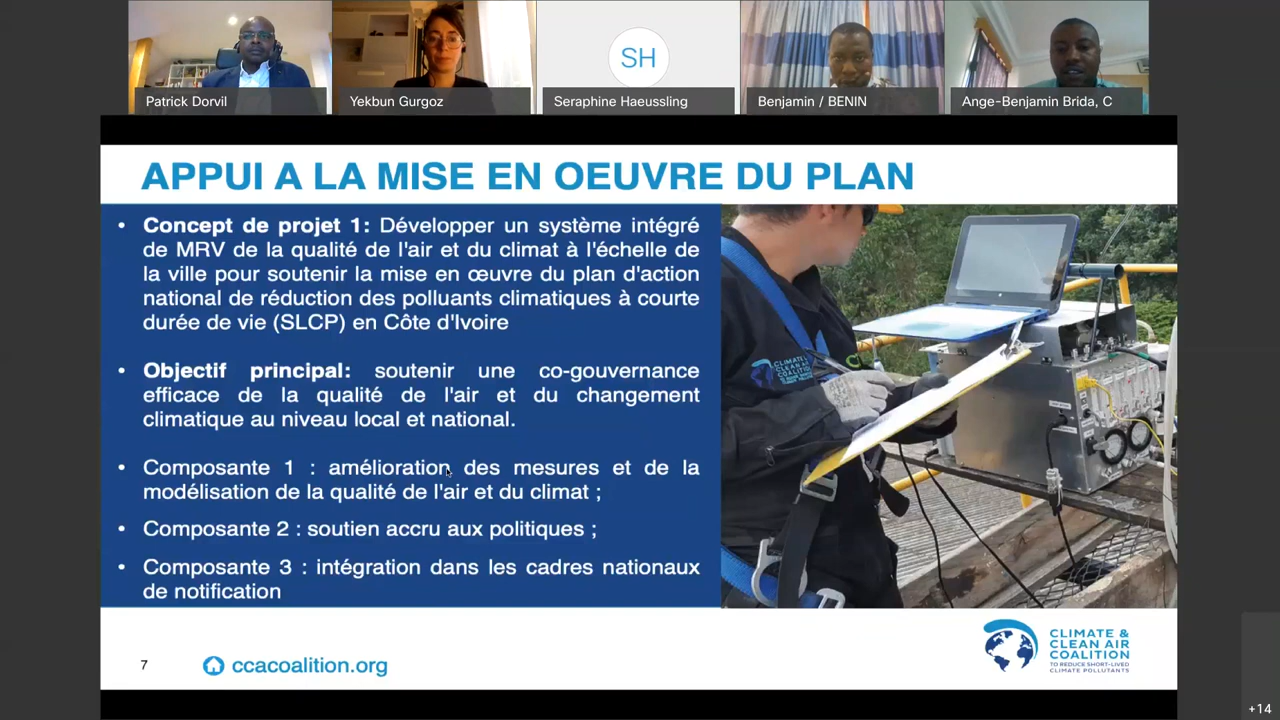 SH
Patrick Dorvil
Yekbun Gurgoz
Seraphine Haeussling
Benjamin / BENIN
Ange-Benjamin Brida, C
APPUI A LA MISE EN OEUVRE DU PLAN
• Concept de projet 1: Développer un système intégré
de MRV de la qualité de l'air et du climat à l'échelle de
la ville pour soutenir la mise en œuvre du plan d'action
national de réduction des polluants climatiques à courte
durée de vie (SLCP) en Côte d'Ivoire
• Objectif principal: soutenir une co-gouvernance
efficace de la qualité de l'air et du changement
climatique au niveau local et national.
• Composante 1 : amélioration des mesures et de la
modélisation de la qualité de l'air et du climat ;
• Composante 2 : soutien accru aux politiques ;
• Composante 3 : intégration dans les cadres nationaux
de notification
CLIMATE &
CLEAN AIR
COALITION
7
ccacoalition.org
CLIMATE &
CLEAN AIR
COALITION
TO REDUCE SHORT-LIVED
CLIMATE POLLUTANTS
+14